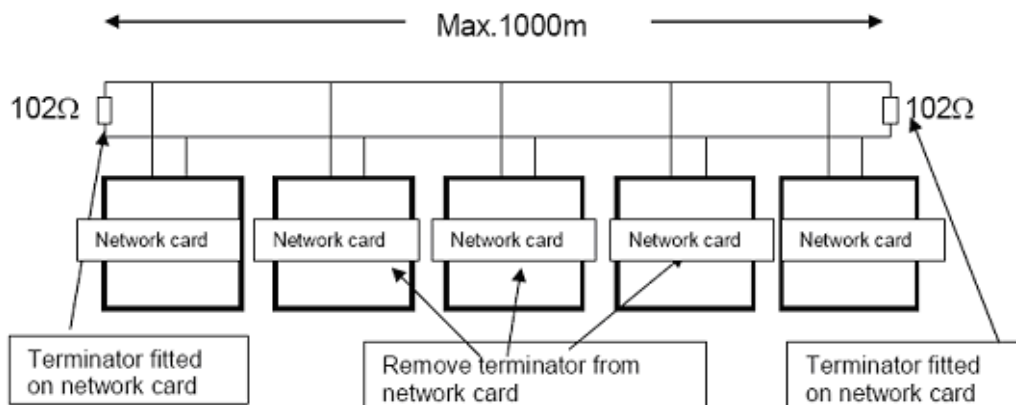 Max.1000m
102Ω
102Ω
Network card
Network card
Network card
Network card
Network card
Terminator fitted
on network card
Remove terminator from
network card
Terminator fitted
on network card